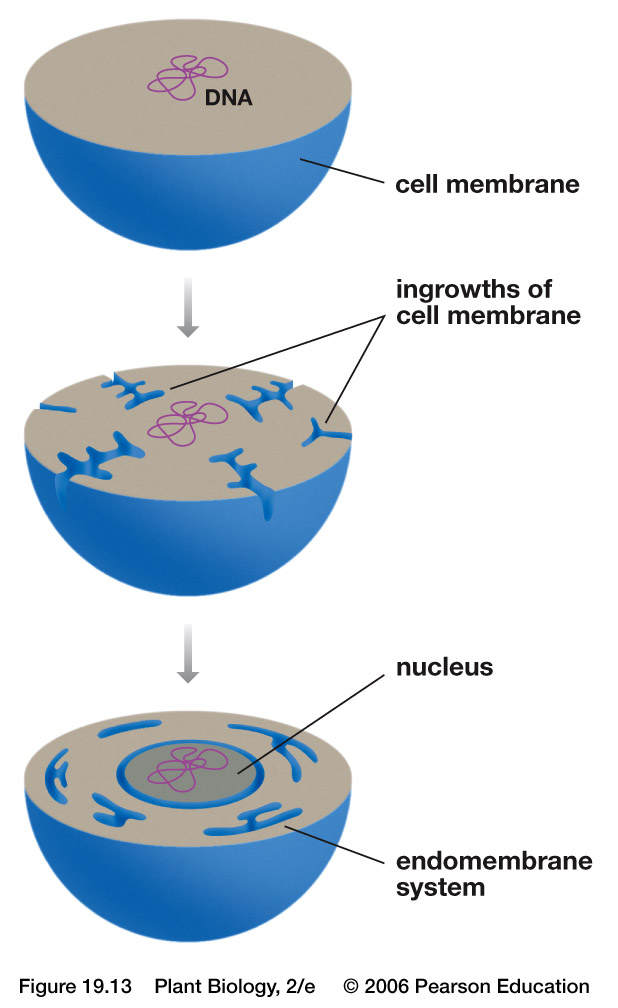 DNA
cell membrane
ingrowths of
cell membrane
nucleus
endomembrane
system
Figure 19.13 Plant Biology, 2/e © 2006 Pearson Education